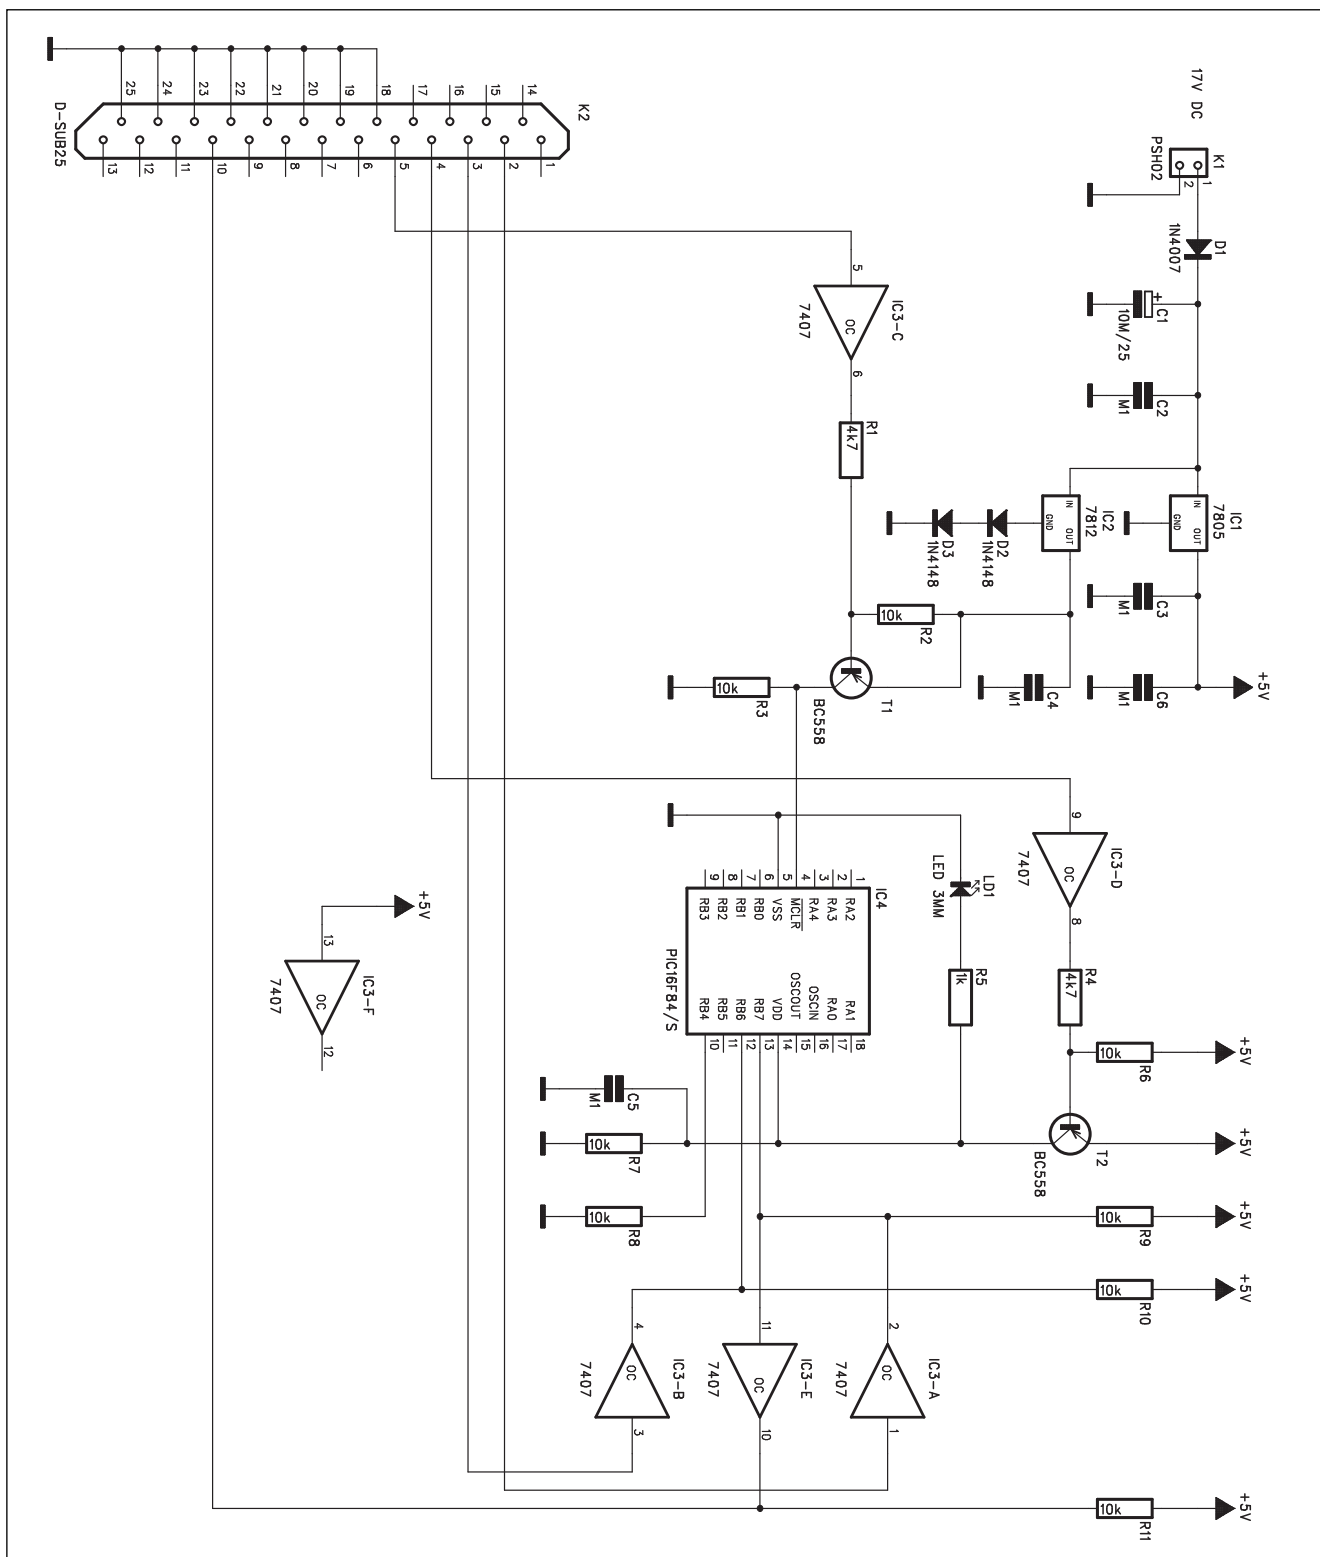 17V DC
K1
PSH02
1
2
D1
1N4007
+
C1
10M/25
C2
M1
IC1
7805
IN
OUT
GND
IC2
7812
IN
OUT
GND
D2
1N4148
D3
1N4148
C3
M1
C6
M1
+5V
C4
M1
K2
D-SUB25
14
15
16
17
18
19
20
21
22
23
24
25
1
2
3
4
5
6
7
8
9
10
11
12
13
IC3-C
7407
OC
5
6
R1
4k7
R2
10k
T1
BC558
R3
10k
IC3-D
7407
OC
9
8
R4
4k7
R6
10k
+5V
T2
BC558
+5V
LD1
LED 3MM
R5
1k
IC4
PIC16F84/S
1
2
3
4
5
6
7
8
9
RA2
RA3
RA4
MCLR
VSS
RB0
RB1
RB2
RB3
RA1
RA0
OSCIN
OSCOUT
VDD
RB7
RB6
RB5
RB4
18
17
16
15
14
13
12
11
10
C5
M1
R7
10k
R8
10k
R9
10k
+5V
R10
10k
+5V
IC3-A
7407
OC
1
2
IC3-E
7407
OC
11
10
IC3-B
7407
OC
3
4
R11
10k
+5V
+5V
IC3-F
7407
OC
13
12